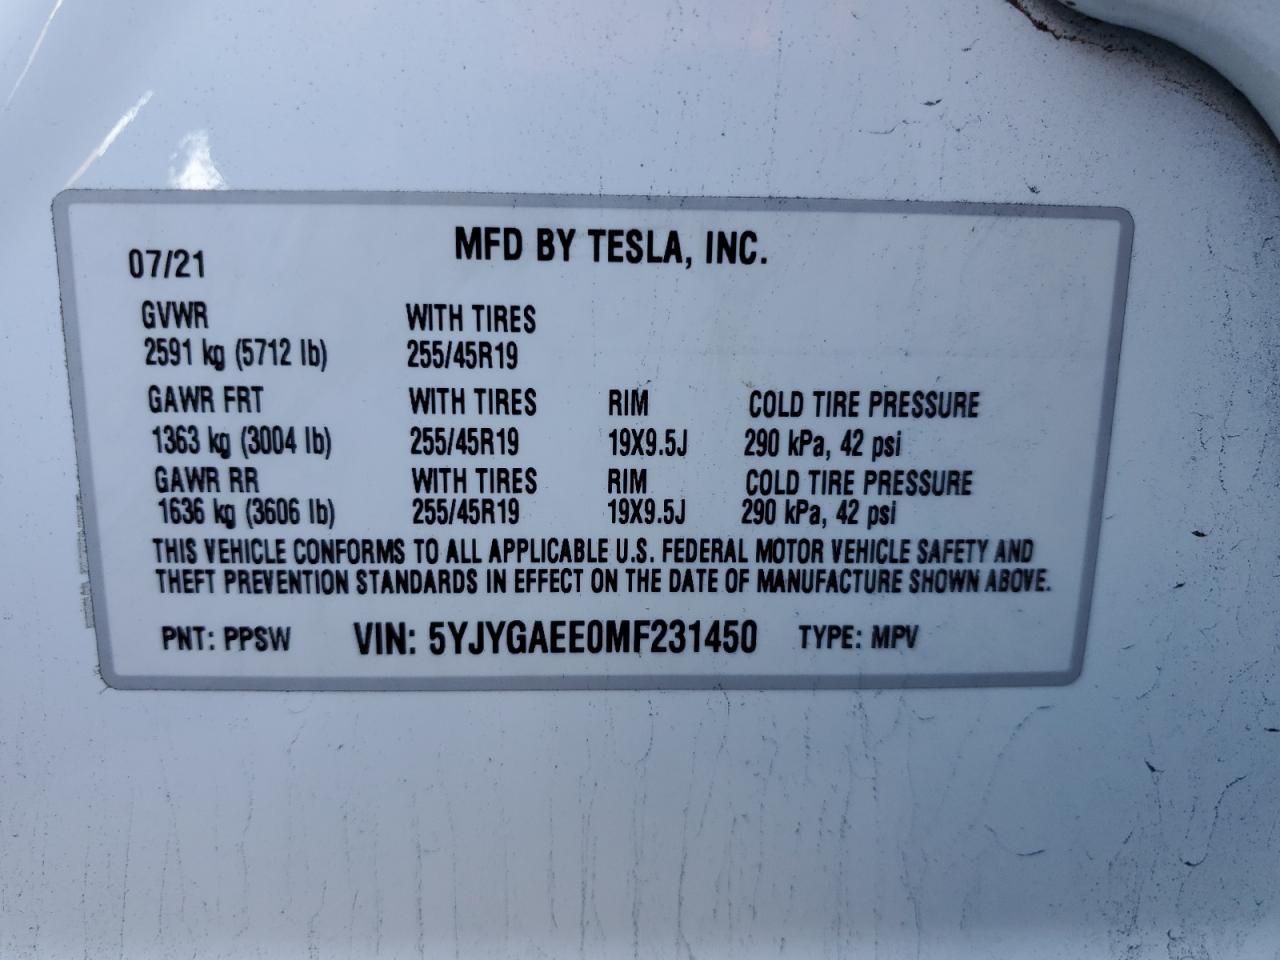 MFD BY TESLA, INC.
07/21
GVWR WITH TIRES
2591 kg (5712 lb) 255/45R19
GAWR FRT WITH TIRES RIM COLD TIRE PRESSURE
1363 kg (3004 lb) 255/45R19 19X9.5J 290 kPa, 42 psi
GAWR RR WITH TIRES RIM COLD TIRE PRESSURE
1636 kg (3606 lb) 255/45R19 19X9.5J 290 kPa, 42 psi
THIS VEHICLE CONFORMS TO ALL APPLICABLE U.S. FEDERAL MOTOR VEHICLE SAFETY AND
THEFT PREVENTION STANDARDS IN EFFECT ON THE DATE OF MANUFACTURE SHOWN ABOVE.
PNT: PPSW VIN: 5YJYGAEE0MF231450 TYPE: MPV